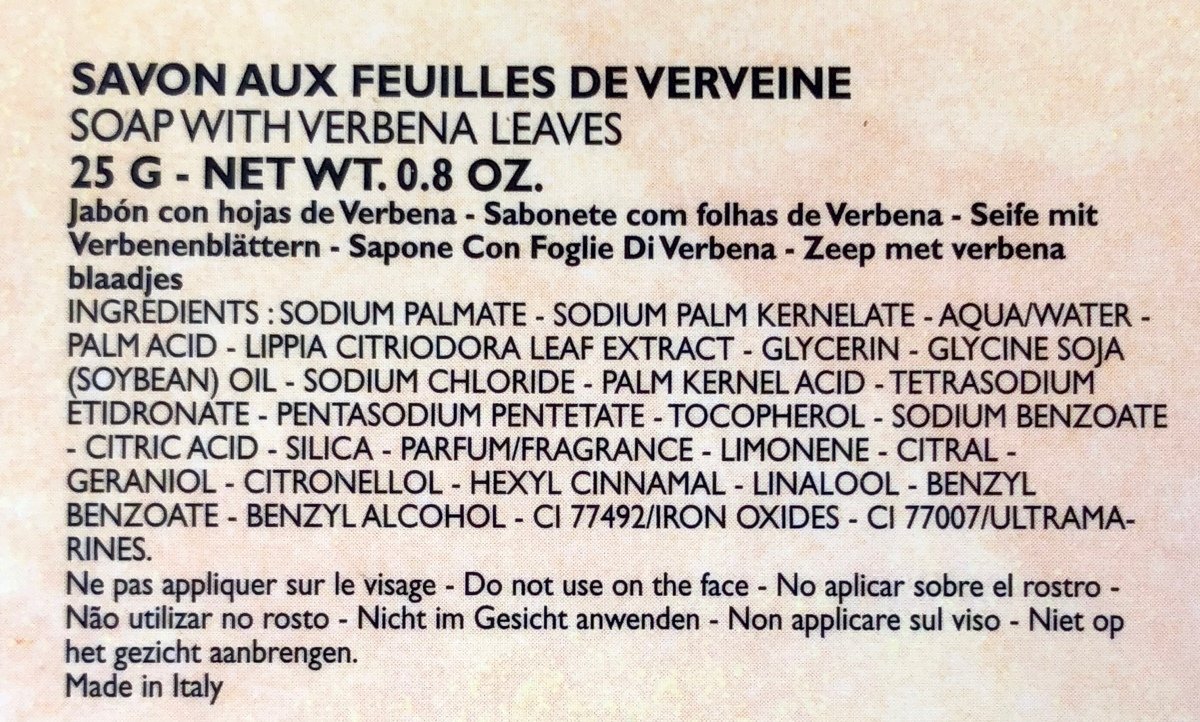 SAVON AUX FEUILLES DE VERVEINE
SOAP WITH VERBENA LEAVES
25 G - NET WT. 0.8 OZ.
Jabón con hojas de Verbena - Sabonete com folhas de Verbena - Seife mit
Verbenenblättern - Sapone Con Foglie Di Verbena - Zeep met verbena
blaadjes
INGRÉDIENTS : SODIUM PALMATE - SODIUM PALM KERNELATE - AQUA/WATER -
PALM ACID - LIPPIA CITRIODORA LEAF EXTRACT - GLYCERIN - GLYCINE SOJA
(SOYBEAN) OIL - SODIUM CHLORIDE - PALM KERNEL ACID - TETRASODIUM
ETIDRONATE - PENTASODIUM PENTETATE - TOCOPHEROL - SODIUM BENZOATE
- CITRIC ACID - SILICA - PARFUM/FRAGRANCE - LIMONENE - CITRAL -
GERANIOL - CITRONELLOL - HEXYL CINNAMAL - LINALOOL - BENZYL
BENZOATE - BENZYL ALCOHOL - CI 77492/IRON OXIDES - CI 77007/ULTRAMA-
RINES.
Ne pas appliquer sur le visage - Do not use on the face - No aplicar sobre el rostro -
Não utilizar no rosto - Nicht im Gesicht anwenden - Non applicare sul viso - Niet op
het gezicht aanbrengen.
Made in Italy